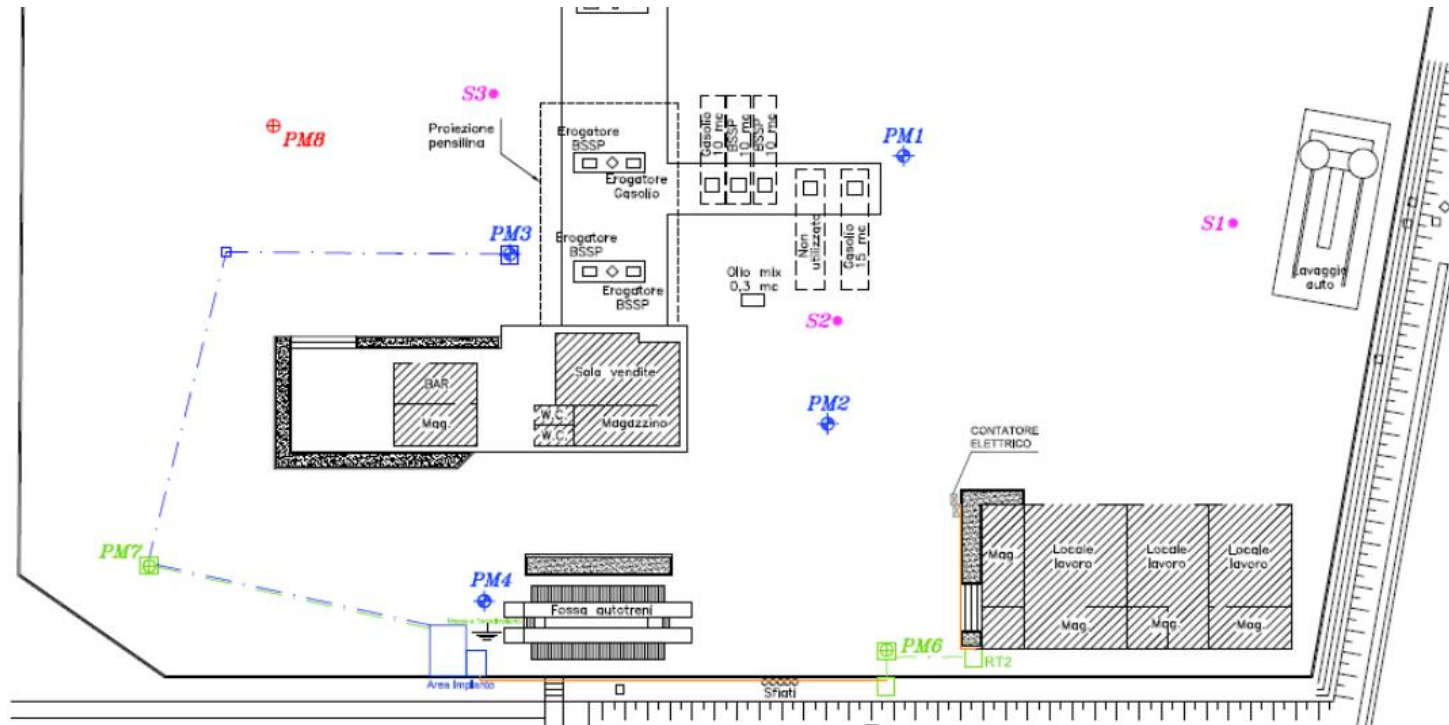 S3
PM8
Proiezione
pensilina
Erogatore
BSSP
Erogatore
Gasolio
Gasolio
10 mc
BSSP
10 mc
BSSP
10 mc
PM1
S1
PM3
Erogatore
BSSP
Erogatore
BSSP
Non
utilizzato
Gasolio
15 mc
Olio mix
0,3 mc
Lavaggio
auto
S2
BAR
Mag.
Sala vendite
W.C.
W.C.
Magazzino
PM2
CONTATORE
ELETTRICO
Mag.
Locale
lavoro
Locale
lavoro
Locale
lavoro
Mag.
Mag.
Mag.
PM7
PM4
Fossa autotreni
PM6
RT2
Area Impianto
Sfiati